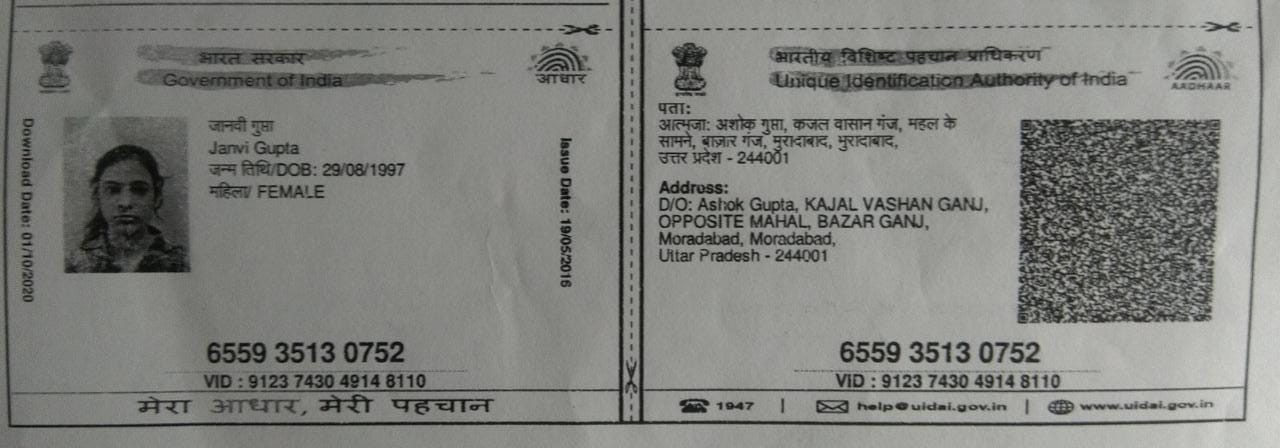 भारत सरकार
Government of India
आधार
Download Date: 01/10/2020
जानवी गुप्ता
Janvi Gupta
जन्म तिथि/DOB: 29/08/1997
महिला/ FEMALE
Issue Date: 19/05/2016
6559 3513 0752
VID : 9123 7430 4914 8110
मेरा आधार, मेरी पहचान
भारतीय विशिष्ट पहचान प्राधिकरण
Unique Identification Authority of India
AADHAAR
पता:
आत्मजा: अशोक गुप्ता, कजल वासान गंज, महल के
सामने, बाज़ार गंज, मुरादाबाद, मुरादाबाद,
उत्तर प्रदेश - 244001
Address:
D/O: Ashok Gupta, KAJAL VASHAN GANJ,
OPPOSITE MAHAL, BAZAR GANJ,
Moradabad, Moradabad,
Uttar Pradesh - 244001
6559 3513 0752
VID : 9123 7430 4914 8110
1947 | help@uidai.gov.in | www.uidai.gov.in